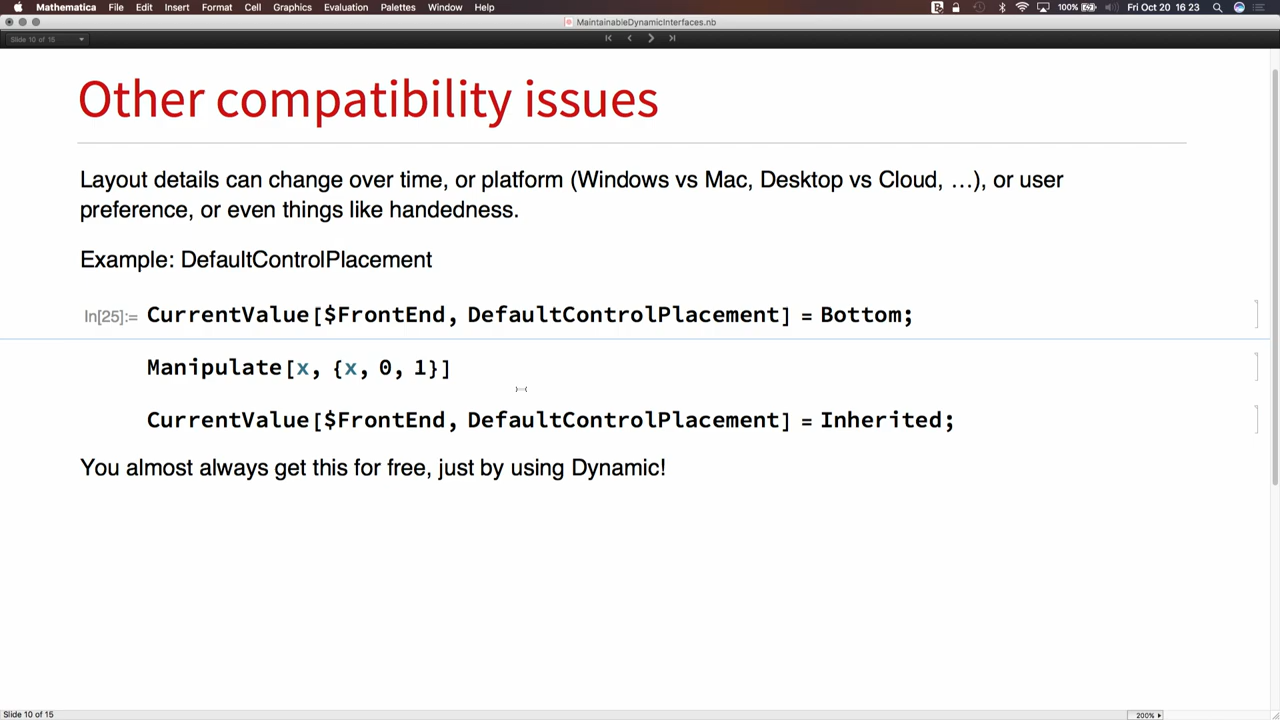 Mathematica File Edit Insert Format Cell Graphics Evaluation Palettes Window Help 100% Fri Oct 20 16 23
MaintainableDynamicInterfaces.nb
Slide 10 of 15
Other compatibility issues
Layout details can change over time, or platform (Windows vs Mac, Desktop vs Cloud, …), or user
preference, or even things like handedness.
Example: DefaultControlPlacement
In[25]:= CurrentValue[$FrontEnd, DefaultControlPlacement] = Bottom;
Manipulate[x, {x, 0, 1}]
CurrentValue[$FrontEnd, DefaultControlPlacement] = Inherited;
You almost always get this for free, just by using Dynamic!
Slide 10 of 15 200%